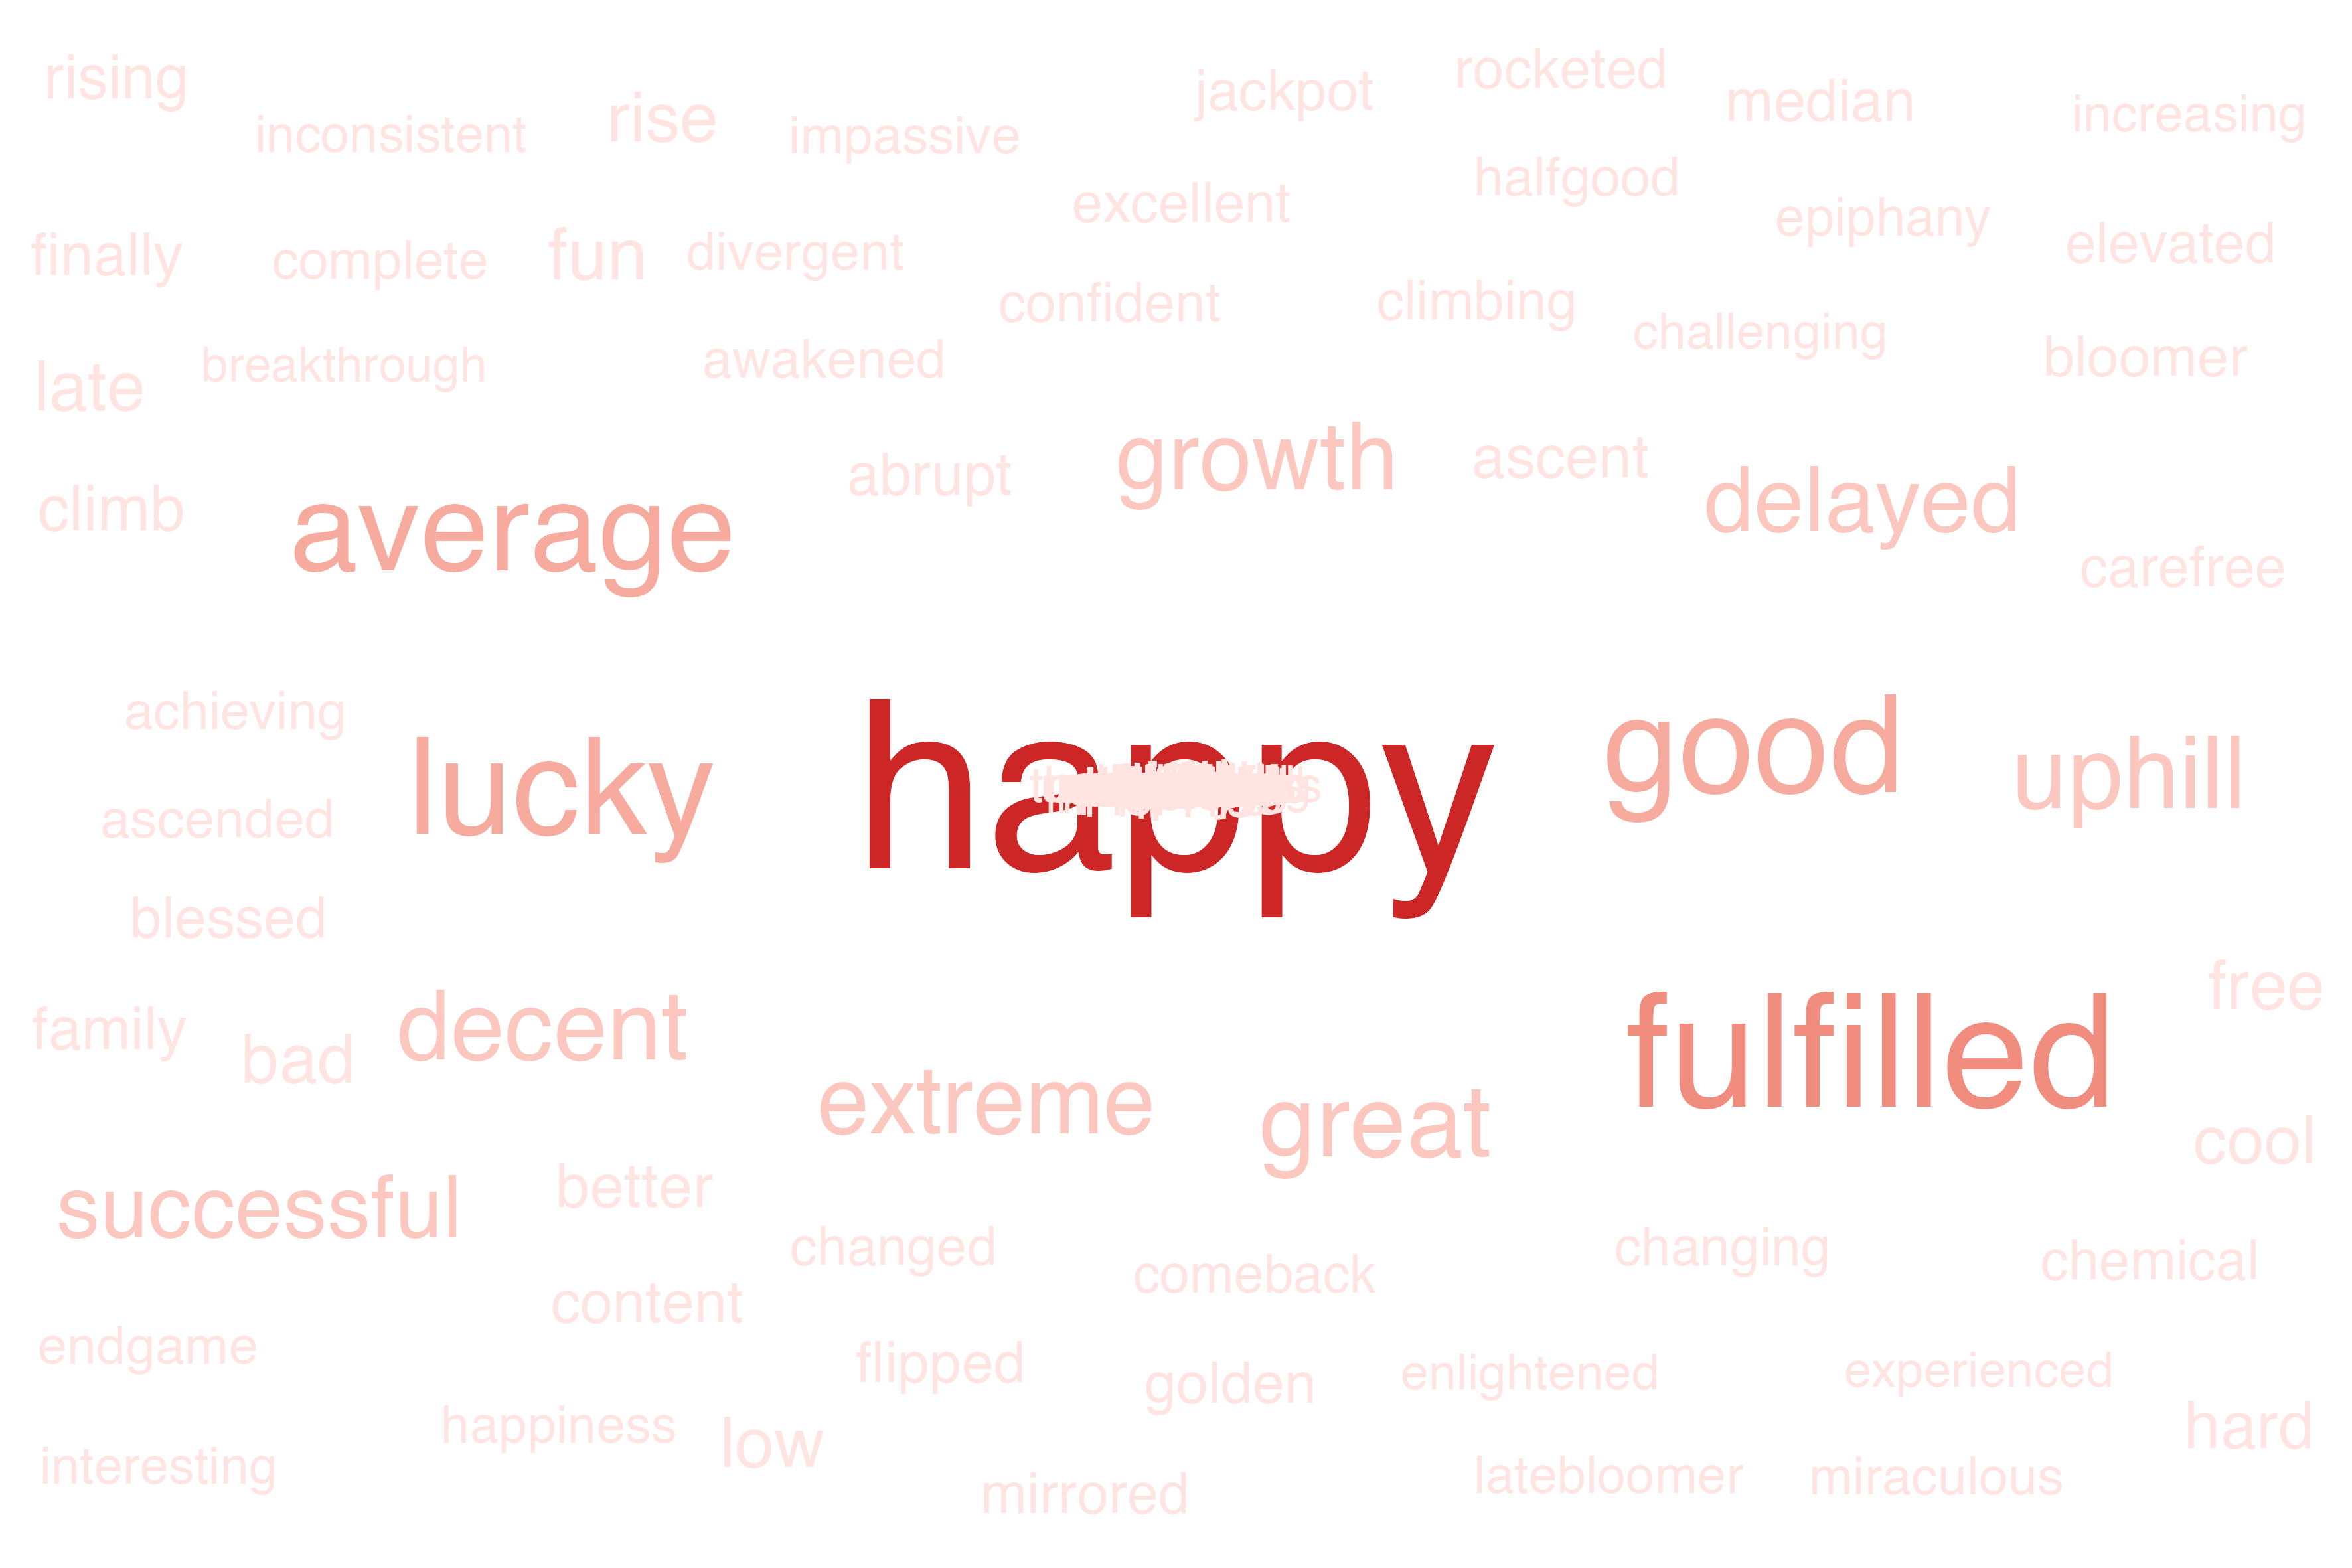 rising
inconsistent
rise
impassive
jackpot
rocketed
median
increasing
halfgood
excellent
epiphany
finally
complete
fun
divergent
elevated
confident
climbing
challenging
bloomer
late
breakthrough
awakened
growth
ascent
abrupt
delayed
climb
average
carefree
achieving
lucky
happy
good
uphill
ascended
blessed
free
family
bad
decent
fulfilled
extreme
great
cool
successful
better
changed
comeback
changing
chemical
content
endgame
flipped
golden
enlightened
experienced
happiness
low
hard
interesting
mirrored
latebloomer
miraculous